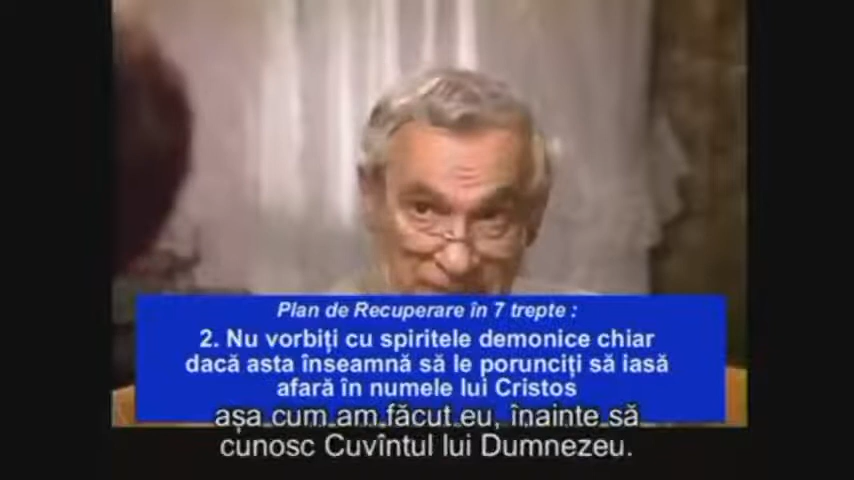 Plan de Recuperare în 7 trepte :
2. Nu vorbiți cu spiritele demonice chiar
dacă asta înseamnă să le porunciți să iasă
afară în numele lui Cristos
așa cum am făcut eu, înainte să
cunosc Cuvîntul lui Dumnezeu.